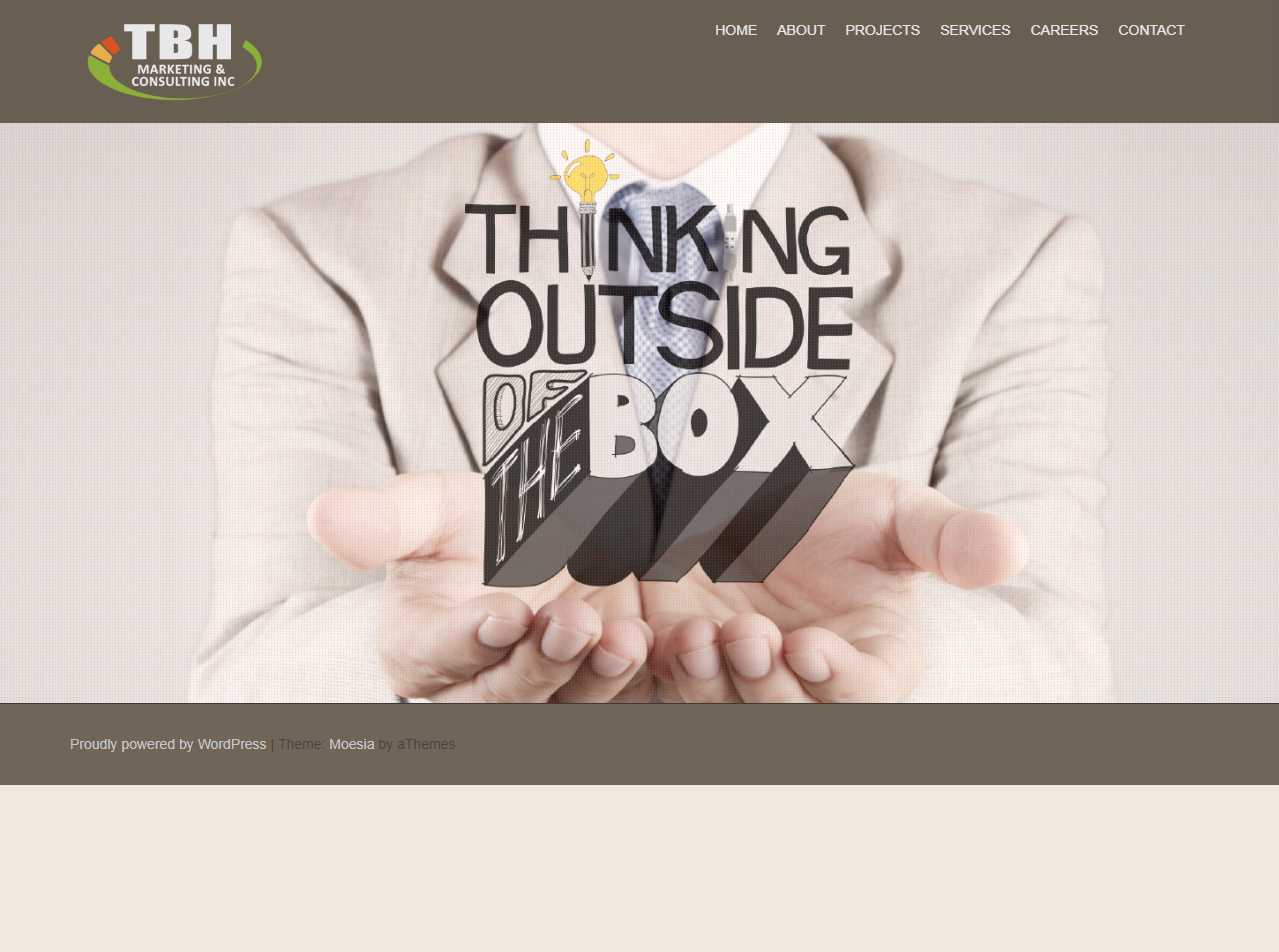 TBH
MARKETING &
CONSULTING INC
HOME ABOUT PROJECTS SERVICES CAREERS CONTACT
THINKING
OUTSIDE
OF
THE
BOX
Proudly powered by WordPress | Theme: Moesia by aThemes